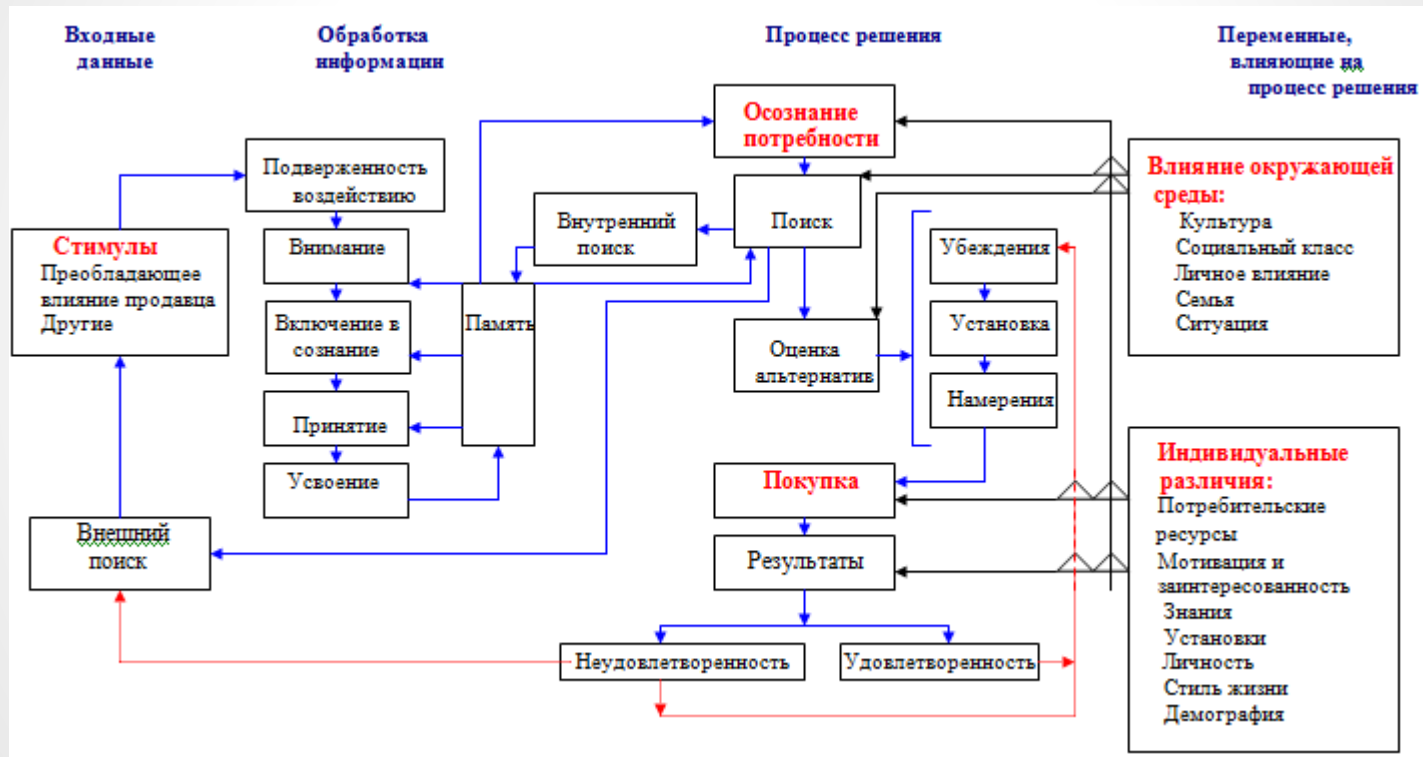 Входные
данные
Обработка
информации
Процесс решения
Переменные,
влияющие на
процесс решения
Стимулы
Преобладающее
влияние продавца
Другие
Внешний
поиск
Подверженность
воздействию
Внимание
Включение в
сознание
Принятие
Усвоение
Память
Внутренний
поиск
Осознание
потребности
Поиск
Оценка
альтернатив
Убеждения
Установка
Намерения
Покупка
Результаты
Неудовлетворенность
Удовлетворенность
Влияние окружающей
среды:
Культура
Социальный класс
Личное влияние
Семья
Ситуация
Индивидуальные
различия:
Потребительские
ресурсы
Мотивация и
заинтересованность
Знания
Установки
Личность
Стиль жизни
Демография